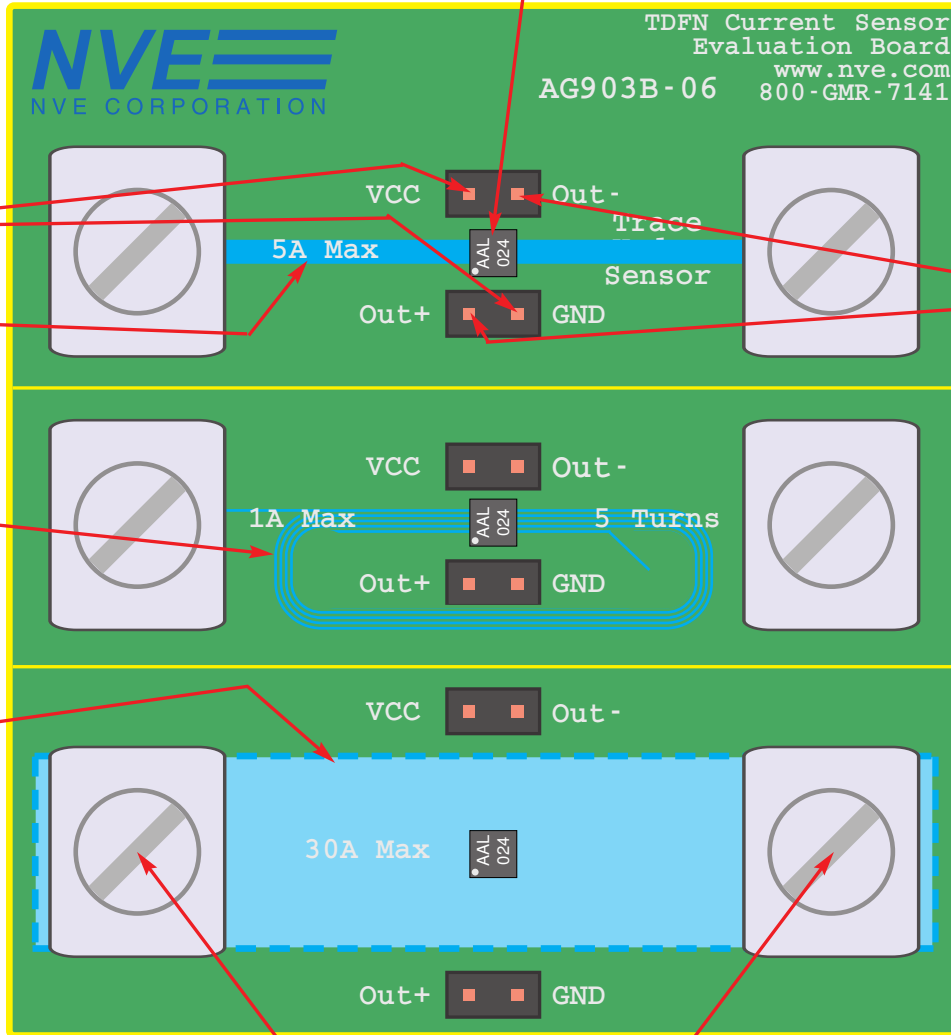 NVE
NVE CORPORATION
TDFN Current Sensor
Evaluation Board
www.nve.com
AG903B-06 800-GMR-7141
VCC Out-
Trace
5A Max
AAL
024
Sensor
Out+ GND
VCC Out-
1A Max
AAL
024
5 Turns
Out+ GND
VCC Out-
30A Max
AAL
024
Out+ GND